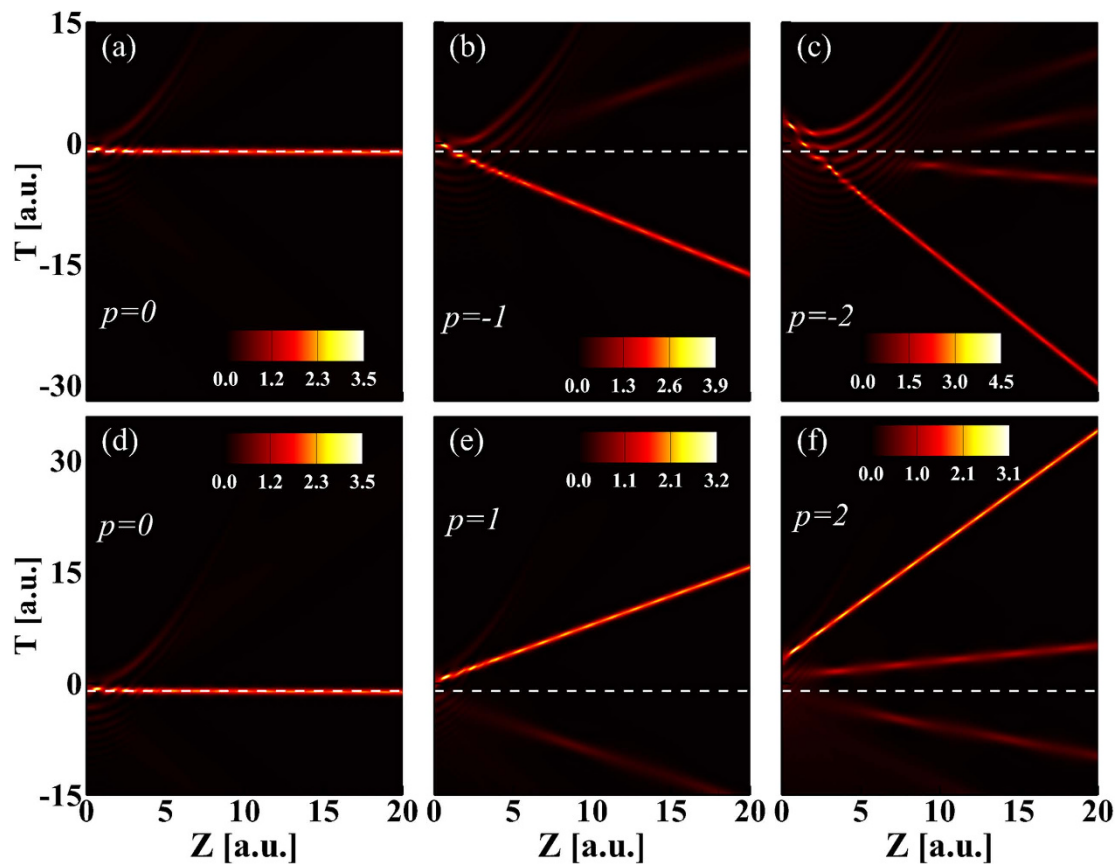 15
(a)
(b)
(c)
0
T [a.u.]
-15
p=0
p=-1
p=-2
0.0 1.2 2.3 3.5
0.0 1.3 2.6 3.9
0.0 1.5 3.0 4.5
-30
(d)
(e)
(f)
30
0.0 1.2 2.3 3.5
0.0 1.1 2.1 3.2
0.0 1.0 2.1 3.1
p=0
p=1
p=2
15
T [a.u.]
0
-15
0 5 10 15 20
0 5 10 15 20
0 5 10 15 20
Z [a.u.]
Z [a.u.]
Z [a.u.]